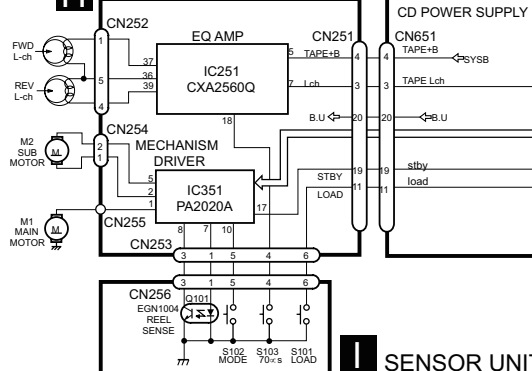 H
CN252
CN251
CD POWER SUPPLY
EQ AMP
CN651
FWD
L-ch
1
37
5
TAPE+B
4
4
TAPE+B
SYSB
IC251
CXA2560Q
36
5
39
REV
L-ch
7
Lch
3
3
TAPE Lch
4
18
B.U
20
20
B.U
CN254
MECHANISM
DRIVER
M2
SUB
MOTOR
M
2
1
5
2
1
IC351
PA2020A
17
STBY
19
19
stby
LOAD
11
11
load
CN255
M1
MAIN
MOTOR
M
8
7
10
CN253
3
1
5
4
6
3
1
5
4
6
CN256
Q101
EGN1004
REEL
SENSE
S102
MODE
S103
70∝s
S101
LOAD
I
SENSOR UNIT